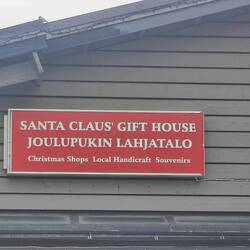 SANTA CLAUS' GIFT HOUSE
JOULUPUKIN LAHJATALO
Christmas Shops Local Handicraft Souvenirs